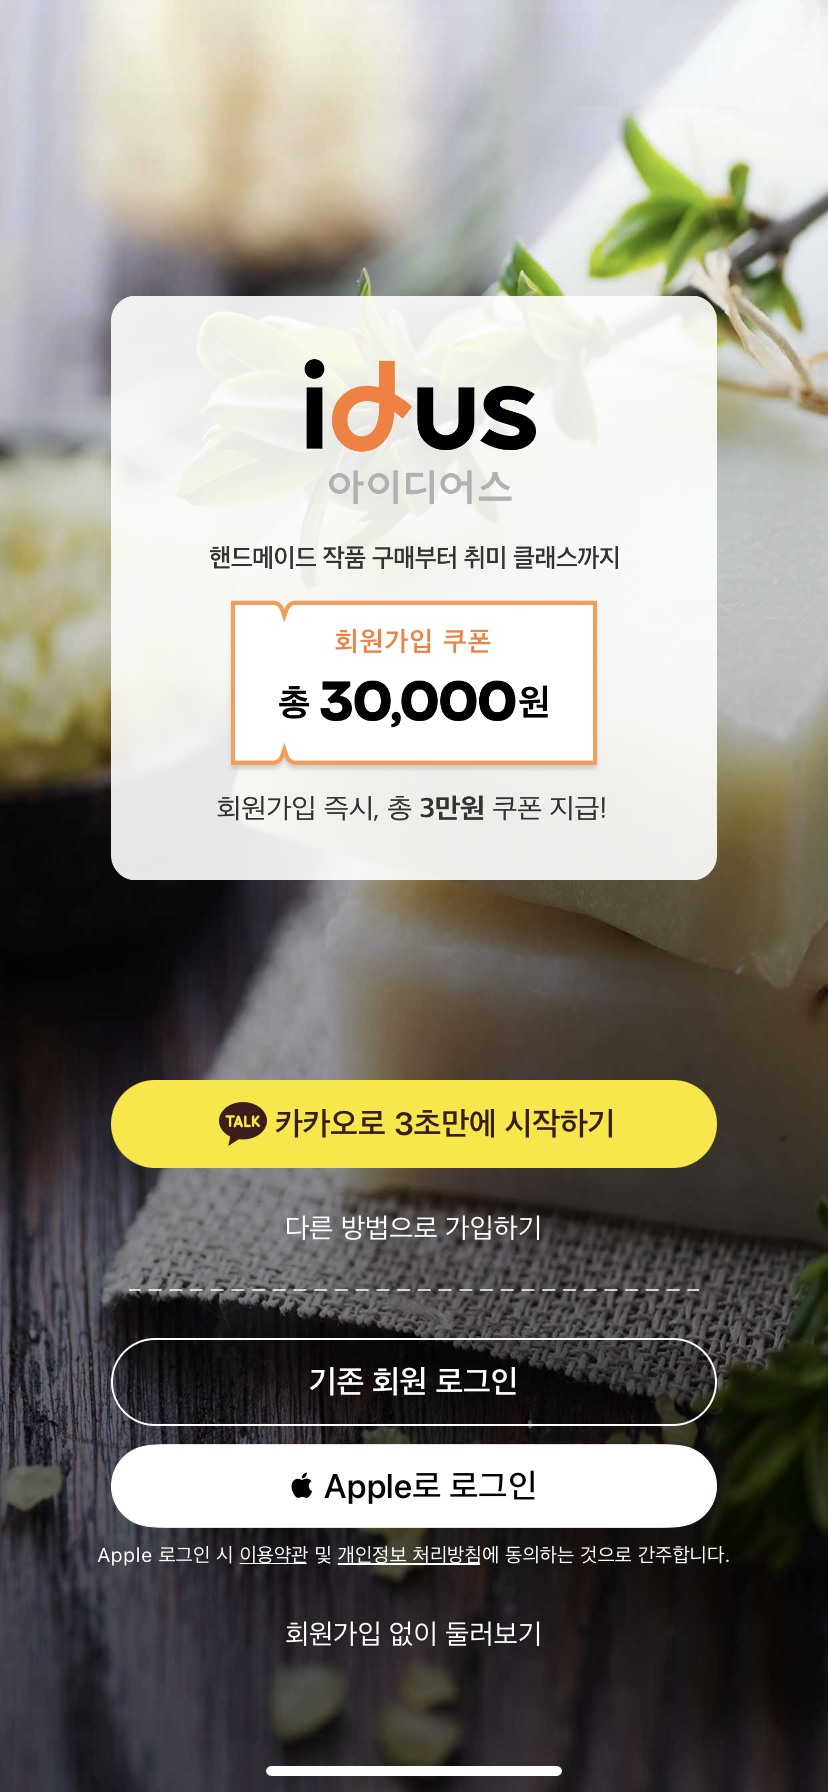 idus
아이디어스
핸드메이드 작품 구매부터 취미 클래스까지
회원가입 쿠폰
총 30,000원
회원가입 즉시, 총 3만원 쿠폰 지급!
TALK 카카오로 3초만에 시작하기
다른 방법으로 가입하기
기존 회원 로그인
Apple로 로그인
Apple 로그인 시 이용약관 및 개인정보 처리방침에 동의하는 것으로 간주합니다.
회원가입 없이 둘러보기